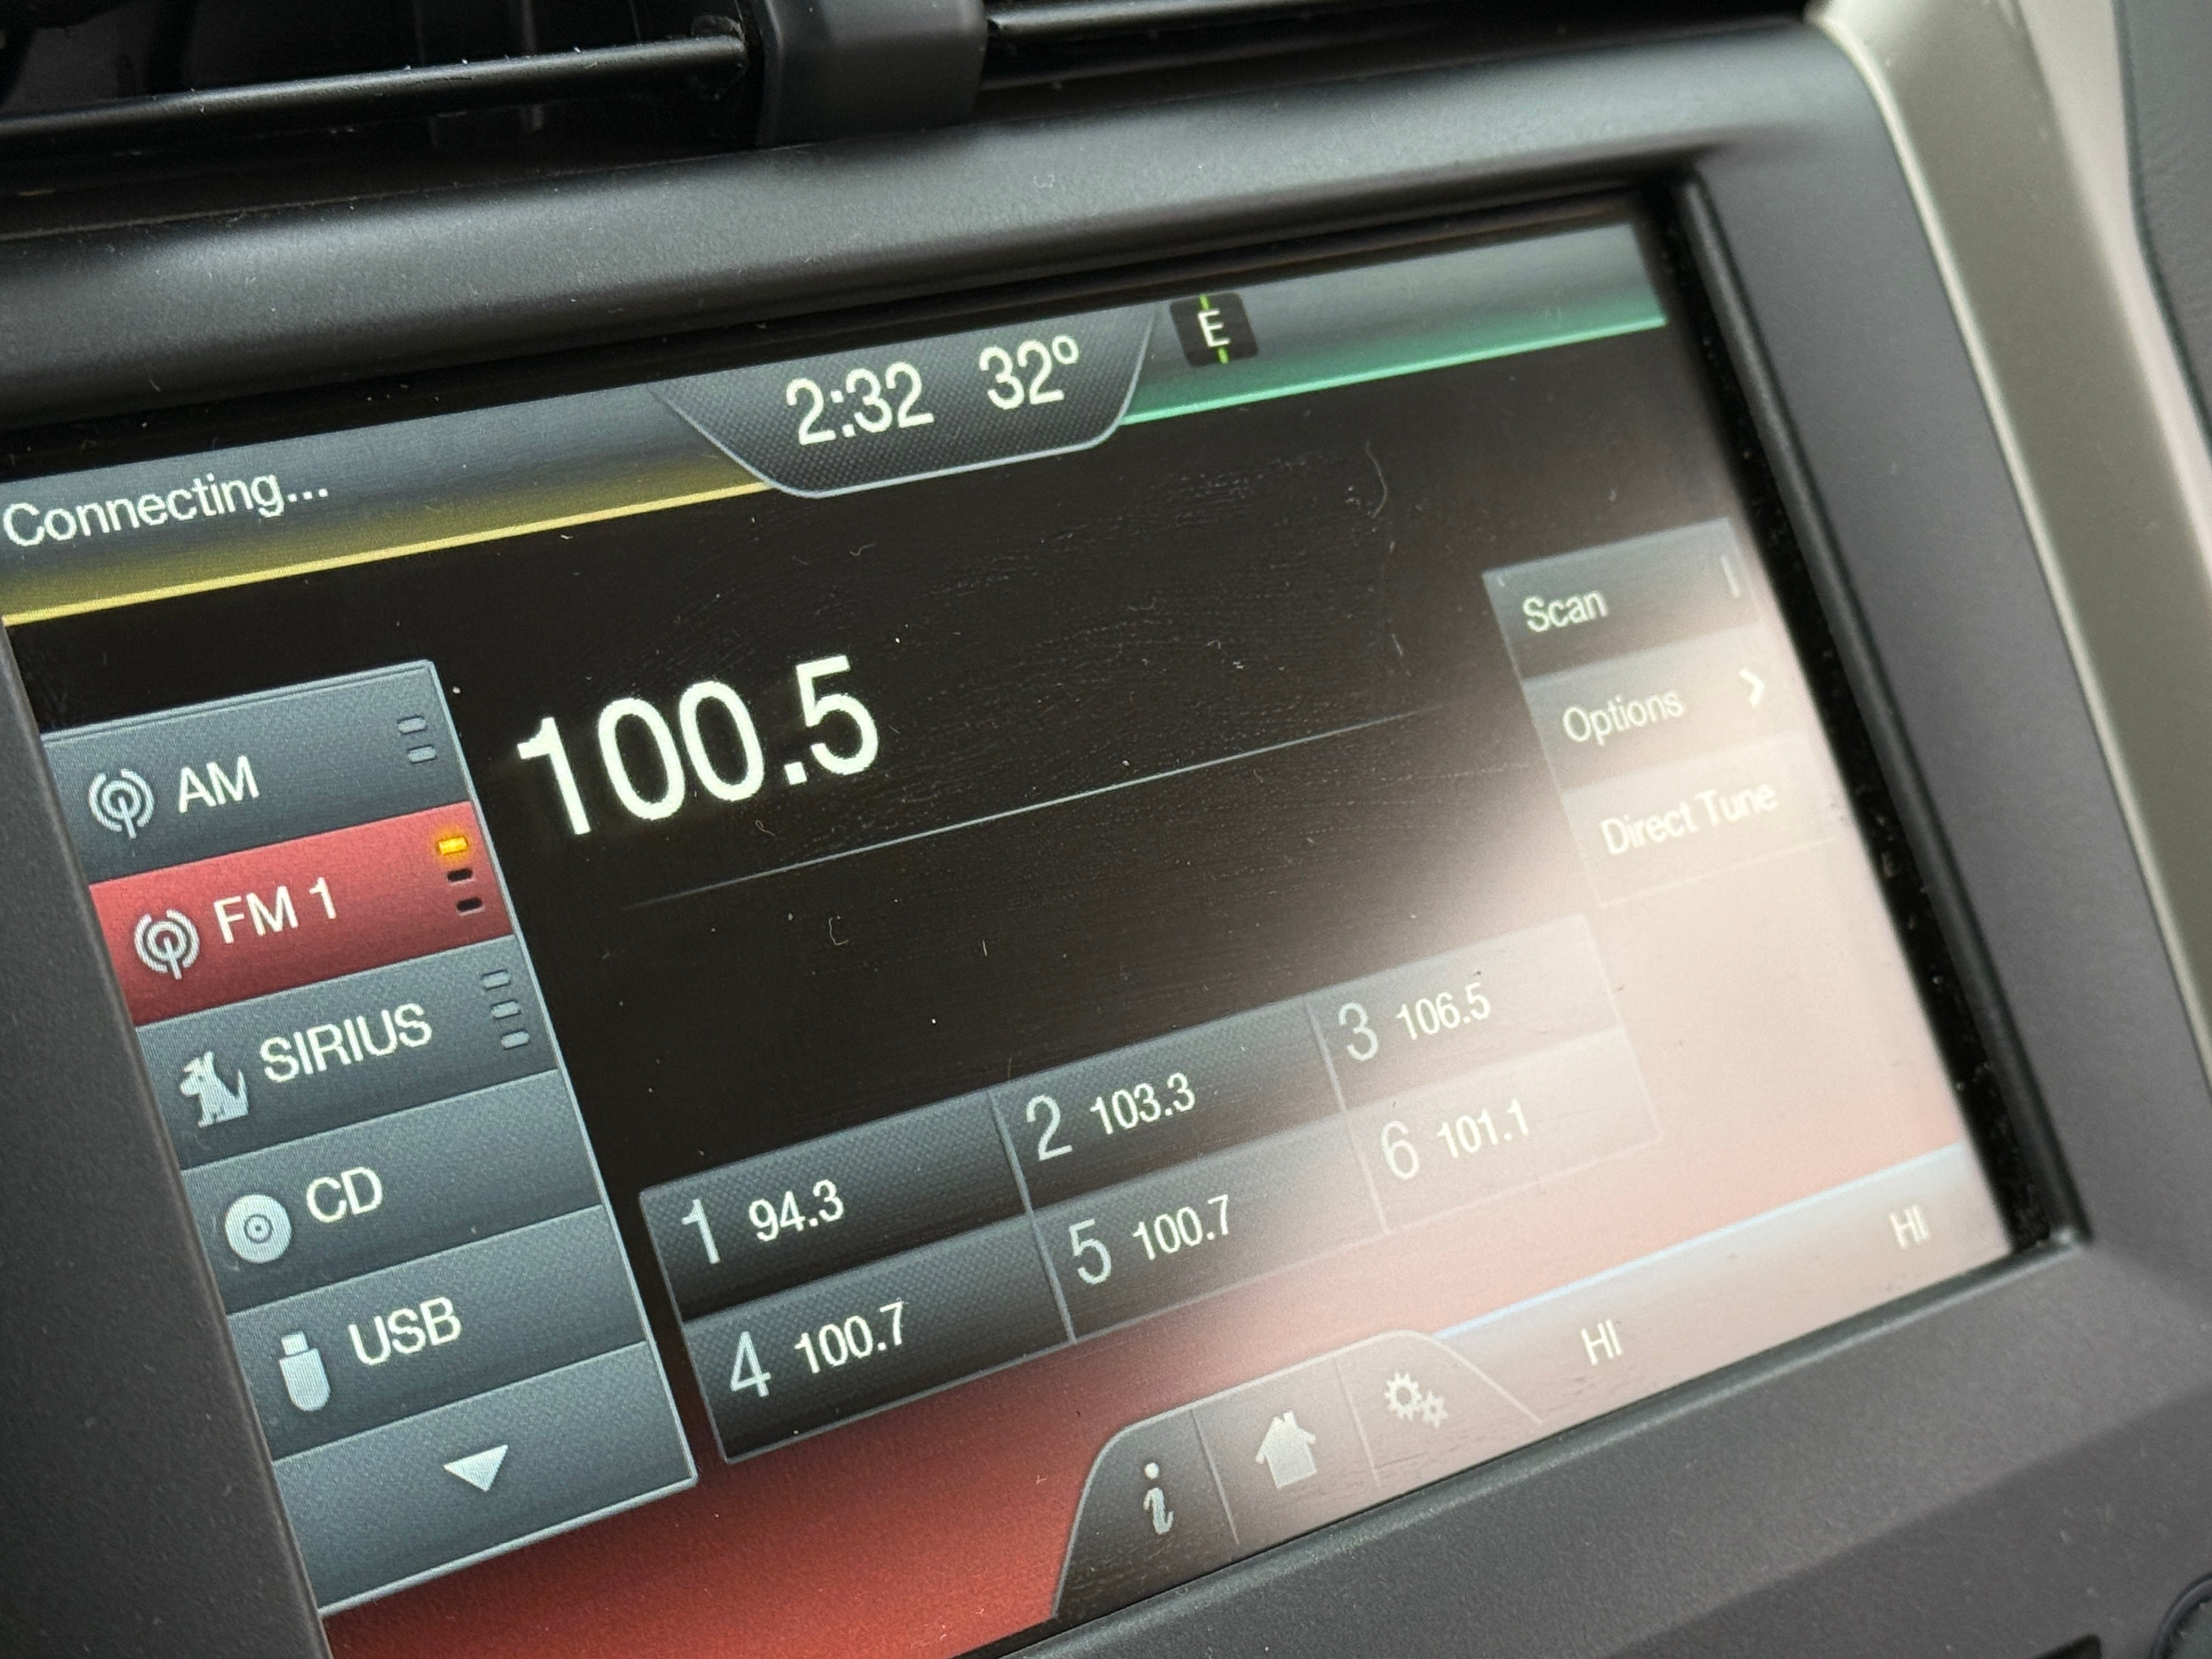 2:32 32°
E
Connecting...
100.5
Scan
Options
Direct Tune
AM
FM 1
SIRIUS
CD
USB
1 94.3
2 103.3
3 106.5
4 100.7
5 100.7
6 101.1
i
HI
HI